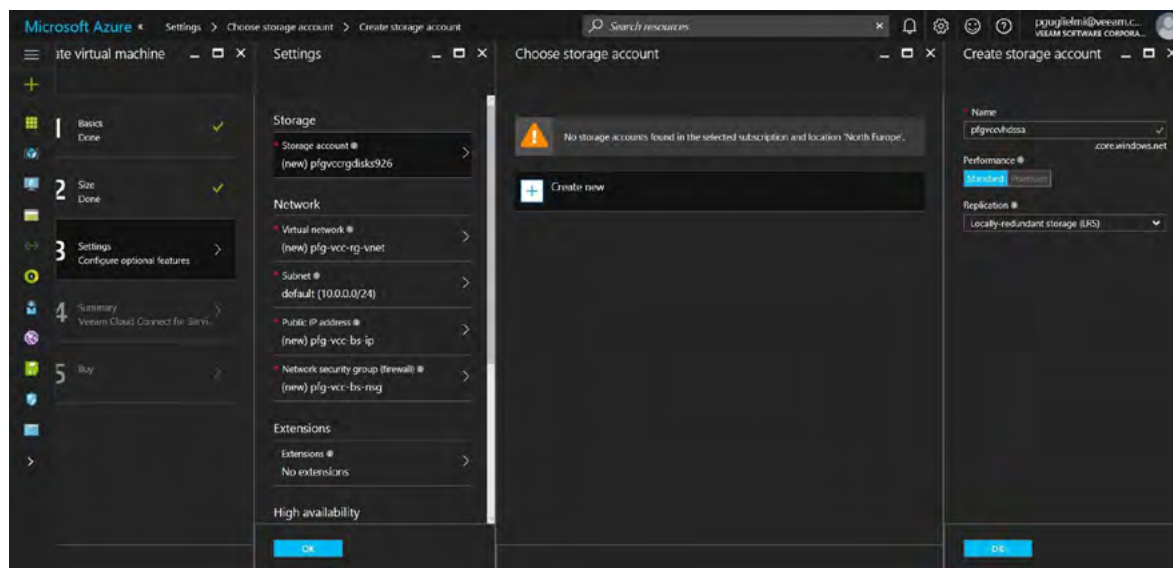 Microsoft Azure Settings > Choose storage account > Create storage account
Search resources
pguglielmi@veeam.c...
VEEAM SOFTWARE CORPORA...
ate virtual machine
1
Basics
Done
2
Size
Done
3
Settings
Configure optional features
4
Summary
Veeam Cloud Connect for Servi...
5
Buy
Settings
Storage
* Storage account
(new) pfgvccrgdisks926
Network
* Virtual network
(new) pfg-vcc-rg-vnet
* Subnet
default (10.0.0.0/24)
* Public IP address
(new) pfg-vcc-bs-ip
* Network security group (firewall)
(new) pfg-vcc-bs-nsg
Extensions
Extensions
No extensions
High availability
OK
Choose storage account
No storage accounts found in the selected subscription and location 'North Europe'.
Create new
Create storage account
* Name
pfgvccvhdssa
.core.windows.net
Performance
Standard Premium
Replication
Locally-redundant storage (LRS)
OK